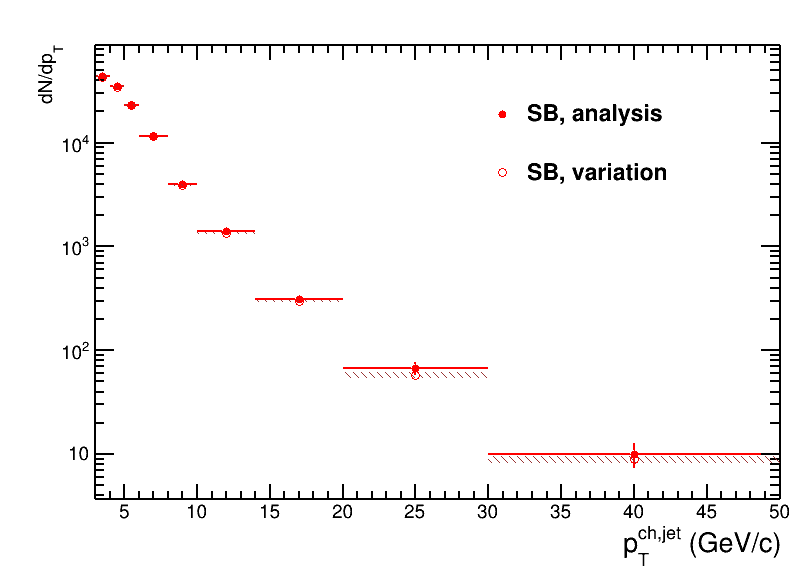 dN/dp_T
SB, analysis
SB, variation
10^4
10^3
10^2
10
5 10 15 20 25 30 35 40 45 50
p_T^ch,jet (GeV/c)